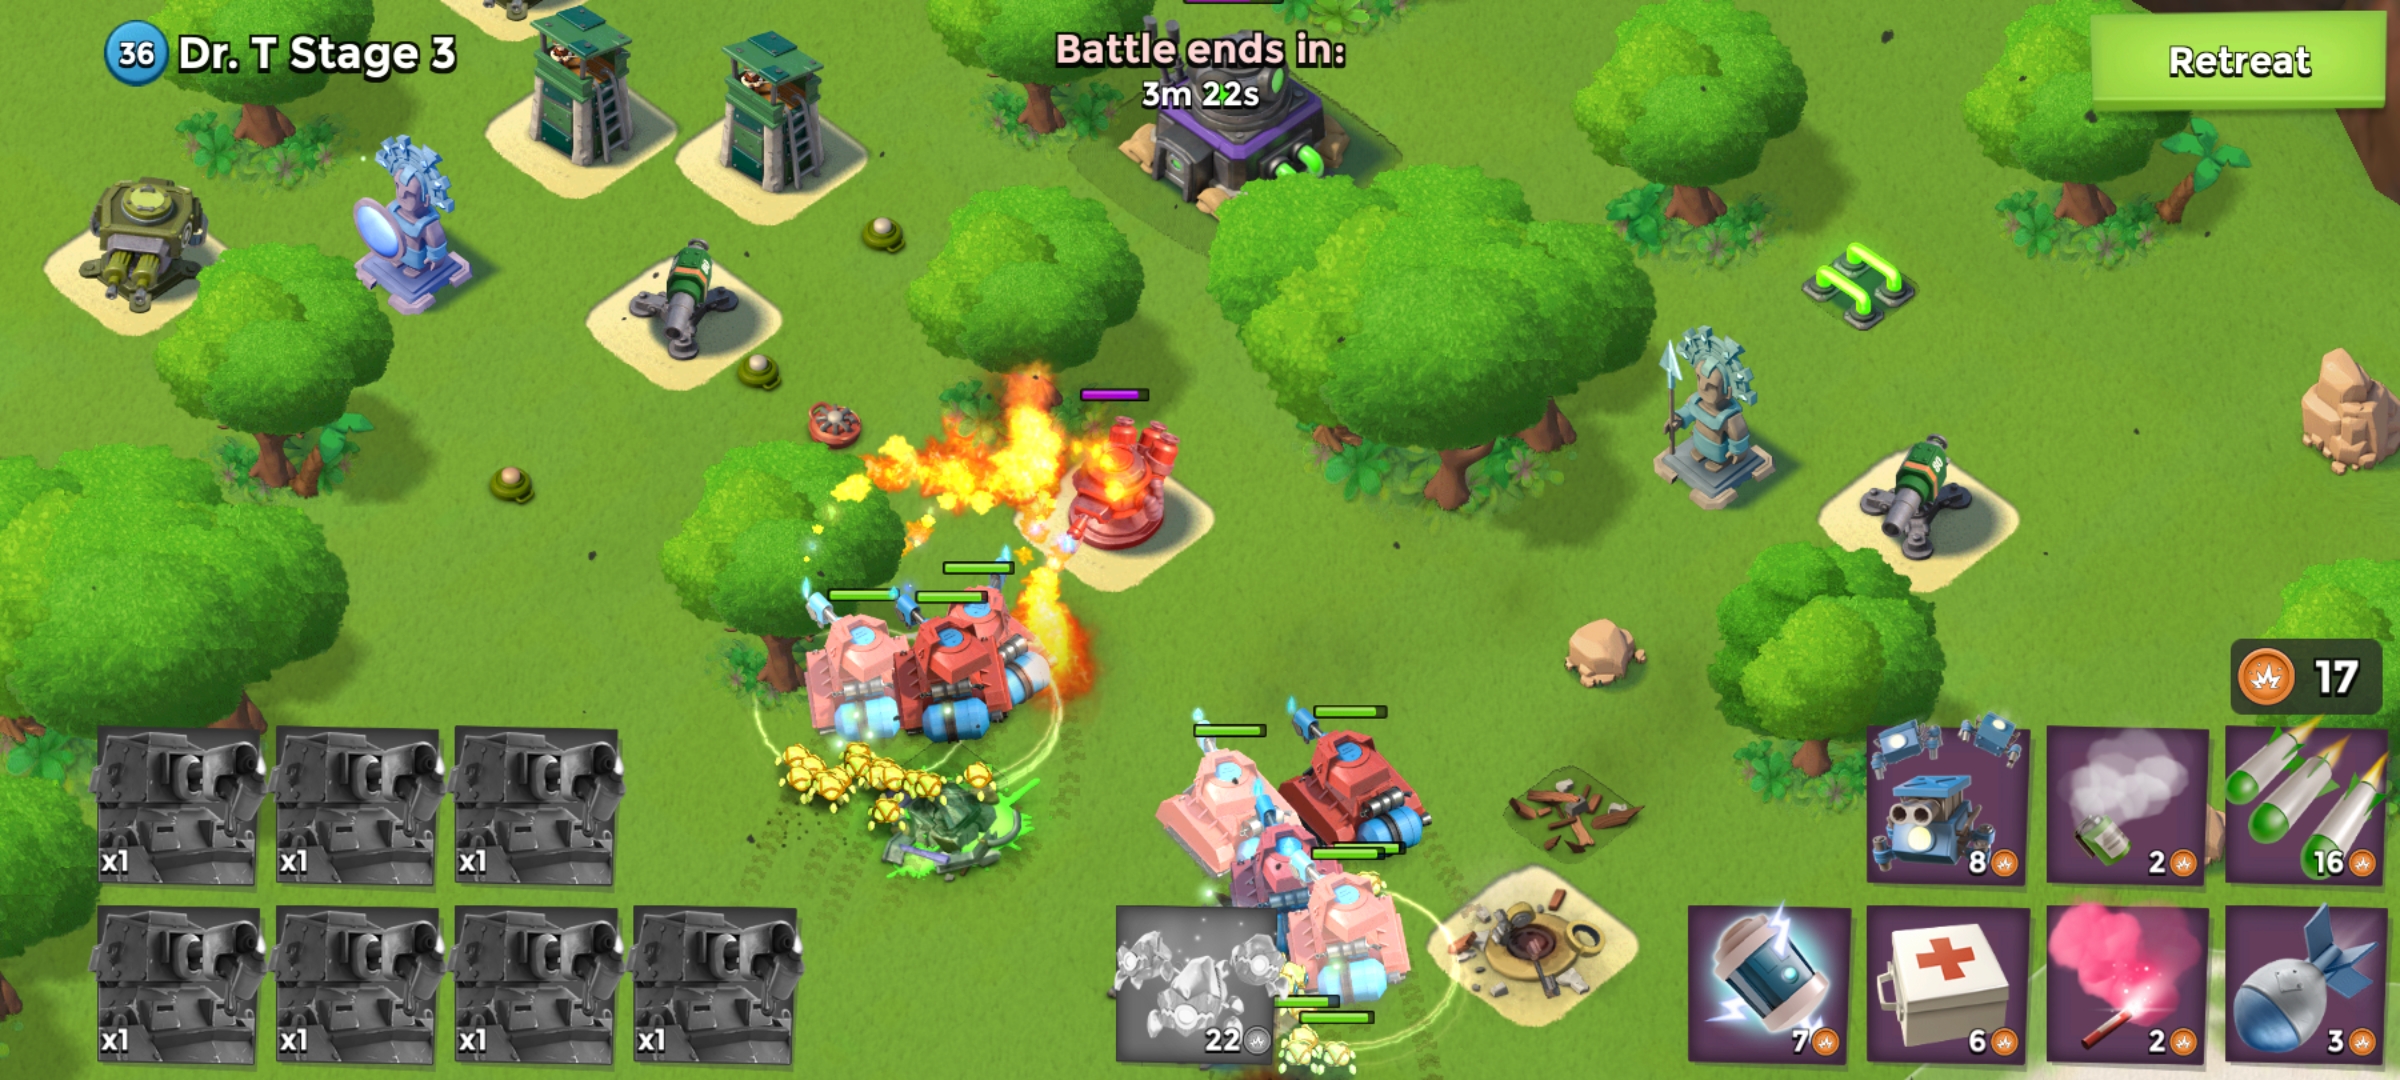 36 Dr. T Stage 3
Battle ends in:
3m 22s
Retreat
17
x1 x1 x1
8 2 16
x1 x1 x1 x1
22 7 6 2 3